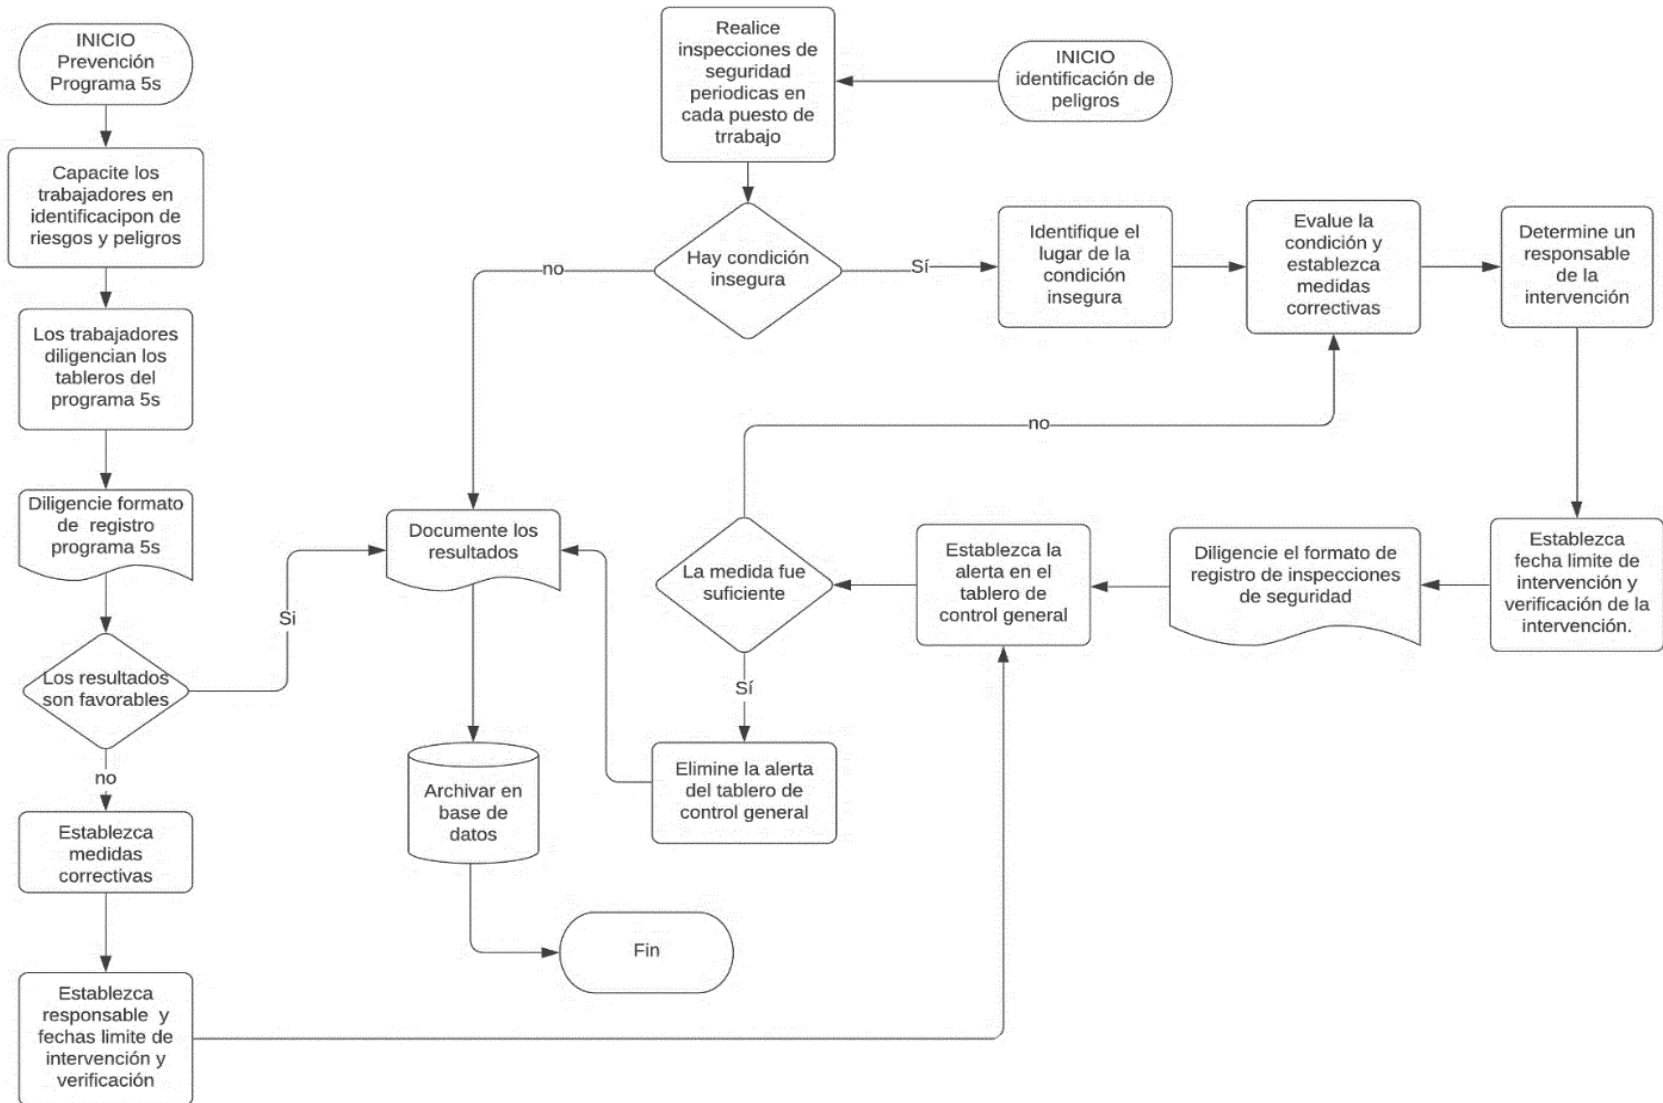 INICIO
Prevención
Programa 5s
Capacite los
trabajadores en
identificacipon de
riesgos y peligros
Los trabajadores
diligencian los
tableros del
programa 5s
Diligencie formato
de registro
programa 5s
Los resultados
son favorables
Si
no
Establezca
medidas
correctivas
Establezca
responsable y
fechas limite de
intervención y
verificación
Realice
inspecciones de
seguridad
periodicas en
cada puesto de
trrabajo
INICIO
identificación de
peligros
Hay condición
insegura
no
Sí
Identifique el
lugar de la
condición
insegura
Evalue la
condición y
establezca
medidas
correctivas
Determine un
responsable
de la
intervención
Establezca
fecha limite de
intervención y
verificación de la
intervención.
Diligencie el formato de
registro de inspecciones
de seguridad
Establezca la
alerta en el
tablero de
control general
La medida fue
suficiente
no
Sí
Elimine la alerta
del tablero de
control general
Documente los
resultados
Archivar en
base de
datos
Fin